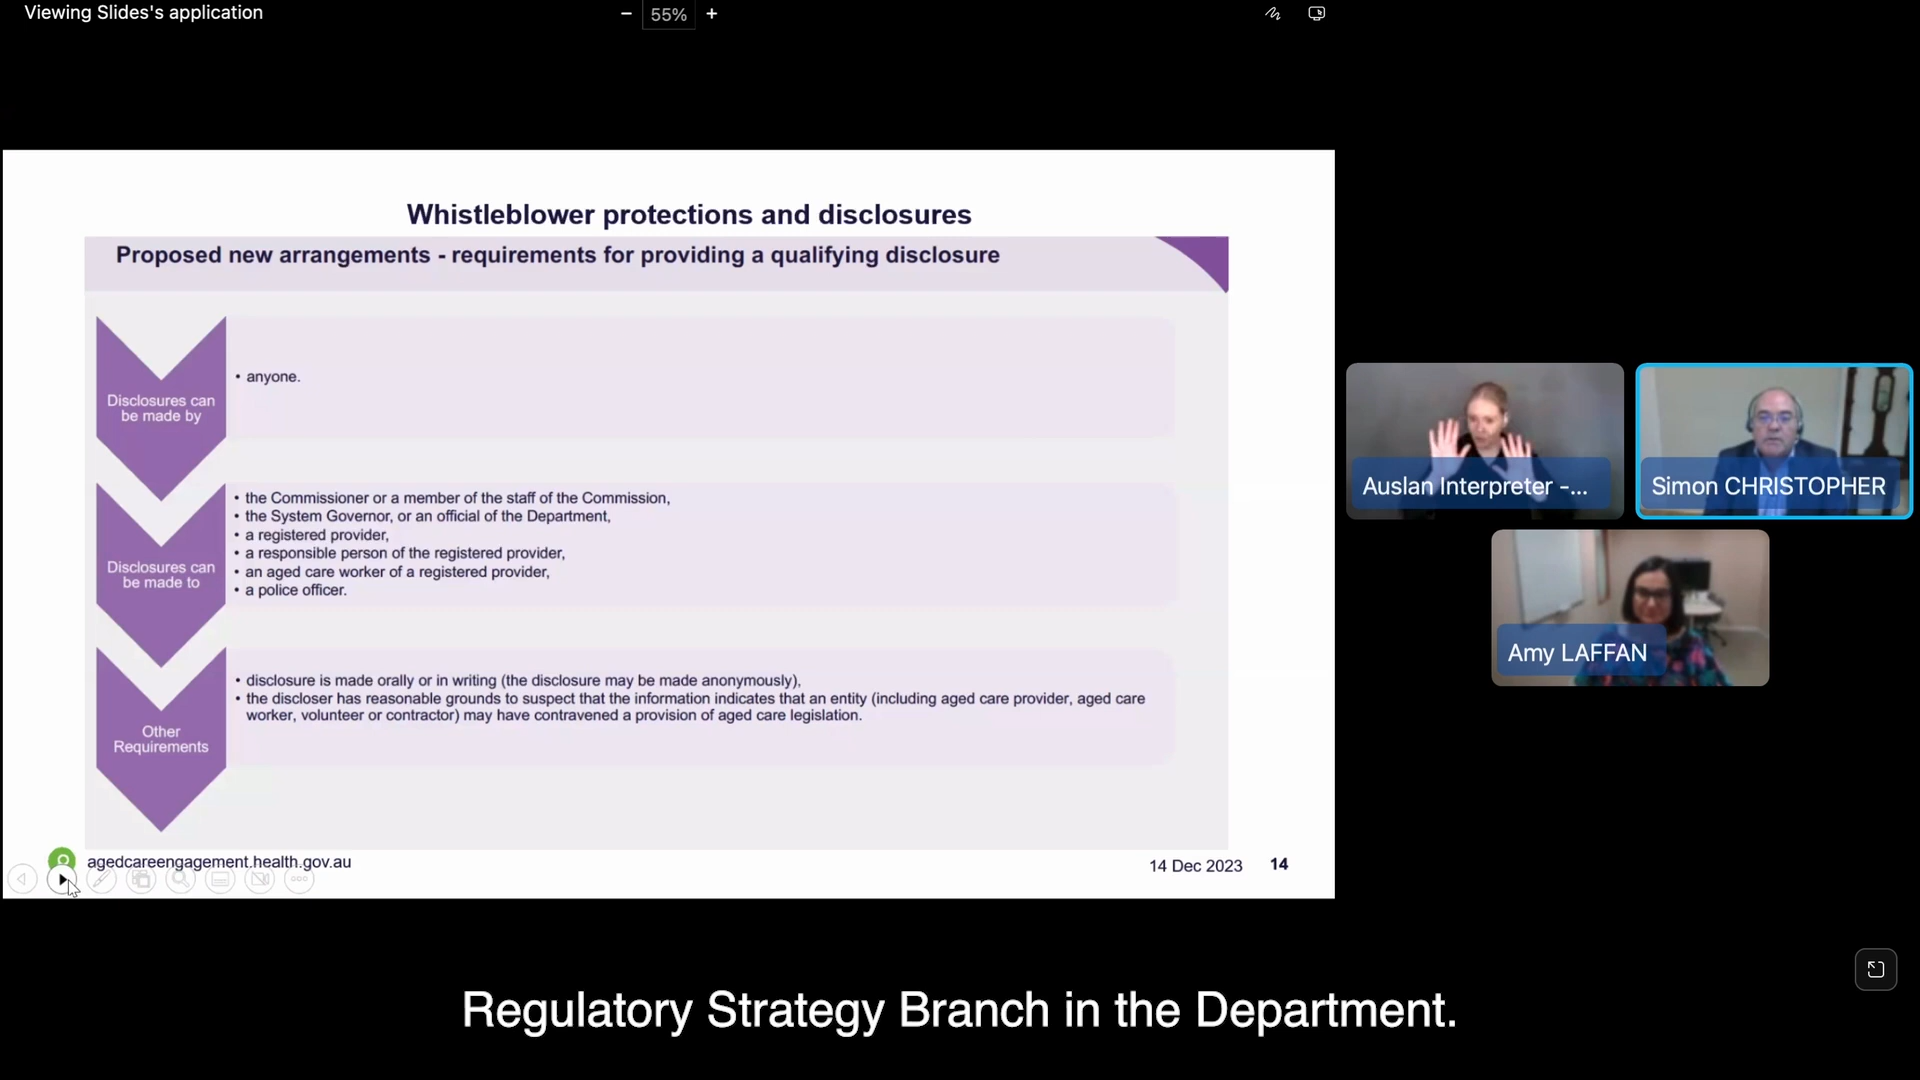 Viewing Slides's application
55%
Whistleblower protections and disclosures
Proposed new arrangements - requirements for providing a qualifying disclosure
Disclosures can
be made by
• anyone.
Disclosures can
be made to
• the Commissioner or a member of the staff of the Commission,
• the System Governor, or an official of the Department,
• a registered provider,
• a responsible person of the registered provider,
• an aged care worker of a registered provider,
• a police officer.
Other
Requirements
• disclosure is made orally or in writing (the disclosure may be made anonymously),
• the discloser has reasonable grounds to suspect that the information indicates that an entity (including aged care provider, aged care
worker, volunteer or contractor) may have contravened a provision of aged care legislation.
agedcareengagement.health.gov.au
14 Dec 2023 14
Auslan Interpreter -...
Simon CHRISTOPHER
Amy LAFFAN
Regulatory Strategy Branch in the Department.